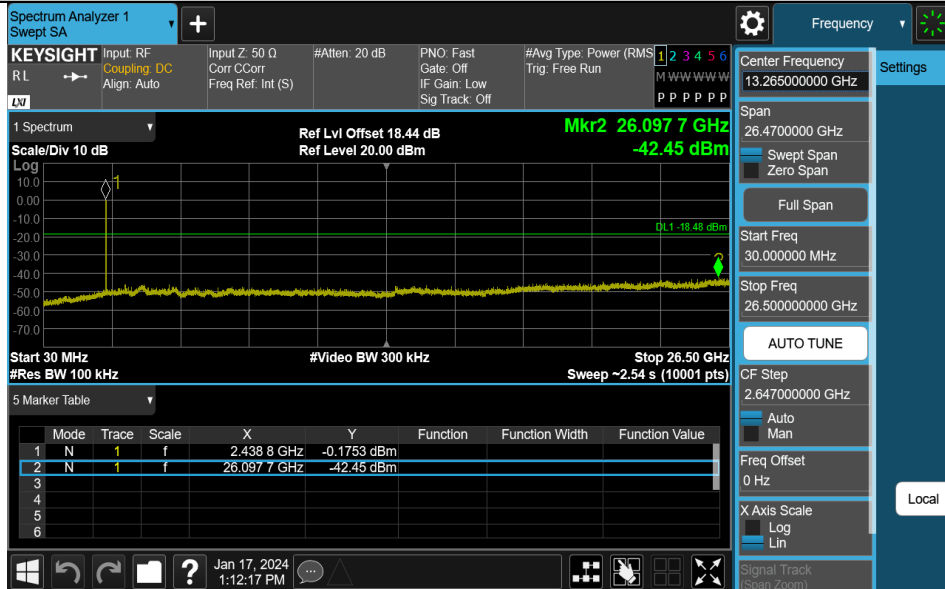 Spectrum Analyzer 1
Swept SA
+
Frequency
KEYSIGHT
R L
LXI
Input: RF
Coupling: DC
Align: Auto
Input Z: 50 Ω
Corr CCorr
Freq Ref: Int (S)
#Atten: 20 dB
PNO: Fast
Gate: Off
IF Gain: Low
Sig Track: Off
#Avg Type: Power (RMS
Trig: Free Run
1 2 3 4 5 6
M W W W W W
P P P P P P
1 Spectrum
Scale/Div 10 dB
Ref Lvl Offset 18.44 dB
Ref Level 20.00 dBm
Mkr2 26.097 7 GHz
-42.45 dBm
Log
10.0
0.00
-10.0
-20.0
-30.0
-40.0
-50.0
-60.0
-70.0
1
DL1 -18.48 dBm
2
Start 30 MHz
#Res BW 100 kHz
#Video BW 300 kHz
Stop 26.50 GHz
Sweep ~2.54 s (10001 pts)
5 Marker Table
Mode Trace Scale X Y Function Function Width Function Value
1 N 1 f 2.438 8 GHz -0.1753 dBm
2 N 1 f 26.097 7 GHz -42.45 dBm
3
4
5
6
?
Jan 17, 2024
1:12:17 PM
Center Frequency
13.265000000 GHz
Span
26.4700000 GHz
Swept Span
Zero Span
Full Span
Start Freq
30.000000 MHz
Stop Freq
26.500000000 GHz
AUTO TUNE
CF Step
2.647000000 GHz
Auto
Man
Freq Offset
0 Hz
X Axis Scale
Log
Lin
Signal Track
(Span Zoom)
Settings
Local